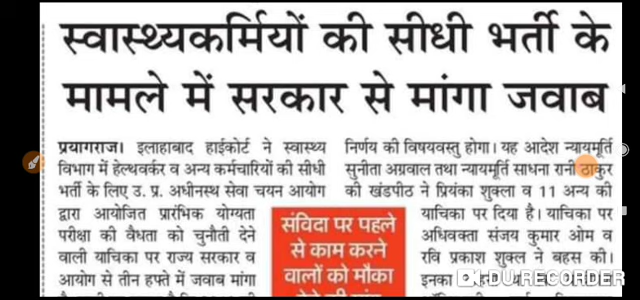 स्वास्थ्यकर्मियों की सीधी भर्ती के
मामले में सरकार से मांगा जवाब
प्रयागराज। इलाहाबाद हाईकोर्ट ने स्वास्थ्य
विभाग में हेल्थवर्कर व अन्य कर्मचारियों की सीधी
भर्ती के लिए उ. प्र. अधीनस्थ सेवा चयन आयोग
द्वारा आयोजित प्रारंभिक योग्यता
परीक्षा की वैधता को चुनौती देने
वाली याचिका पर राज्य सरकार व
आयोग से तीन हफ्ते में जवाब मांगा
संविदा पर पहले
से काम करने
वालों को मौका
निर्णय की विषयवस्तु होगा। यह आदेश न्यायमूर्ति
सुनीता अग्रवाल तथा न्यायमूर्ति साधना रानी ठाकुर
की खंडपीठ ने प्रियंका शुक्ला व 11 अन्य की
याचिका पर दिया है। याचिका पर
अधिवक्ता संजय कुमार ओम व
रवि प्रकाश शुक्ल ने बहस की।
इनका
DU RECORDER